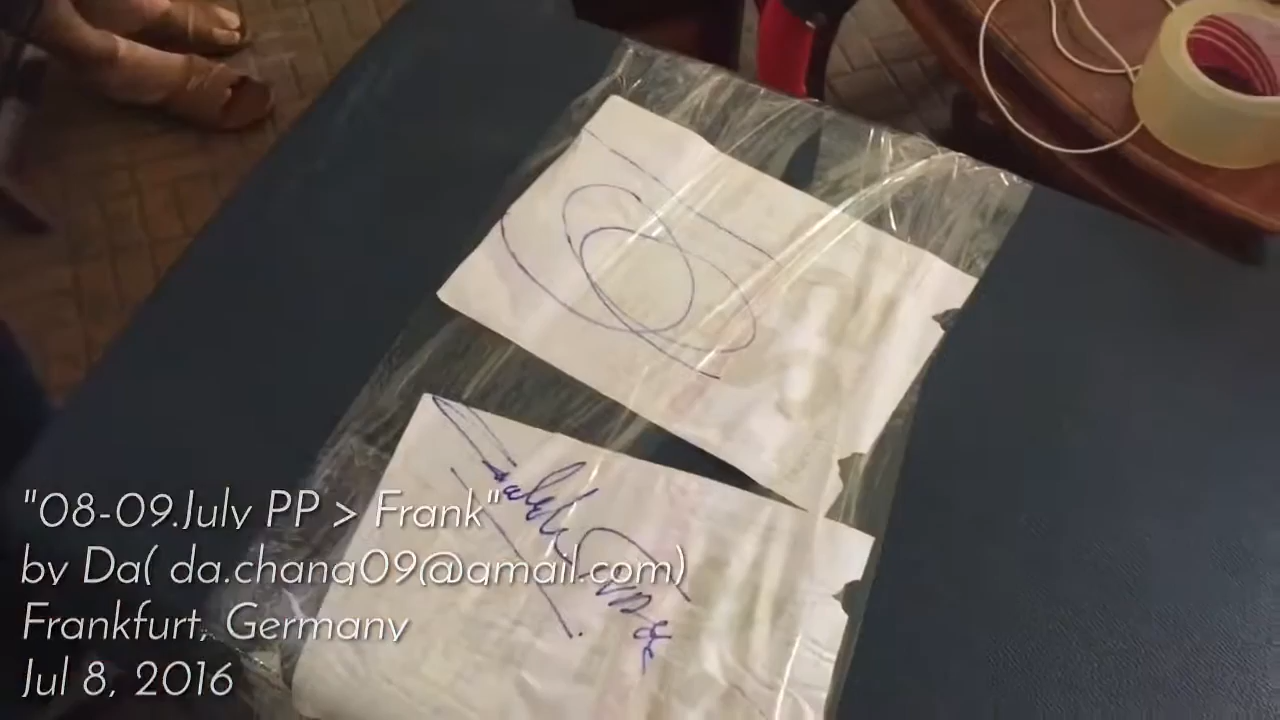 "08-09.July PP > Frank"
by Da( da.chang09@gmail.com)
Frankfurt, Germany
Jul 8, 2016